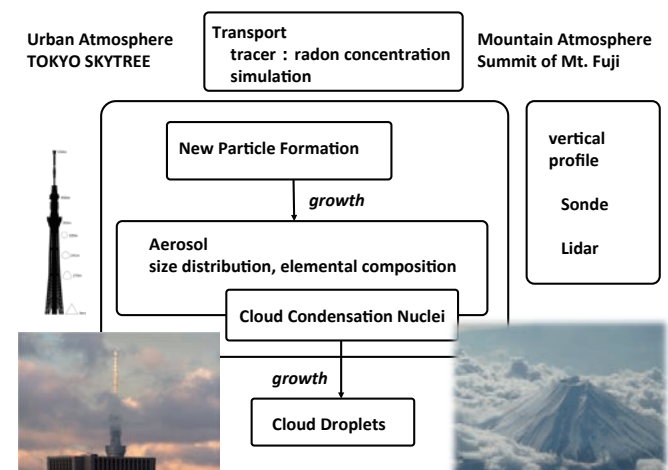 Urban Atmosphere
TOKYO SKYTREE
Transport
tracer：radon concentration
simulation
Mountain Atmosphere
Summit of Mt. Fuji
New Particle Formation
growth
Aerosol
size distribution, elemental composition
Cloud Condensation Nuclei
growth
Cloud Droplets
vertical
profile
Sonde
Lidar